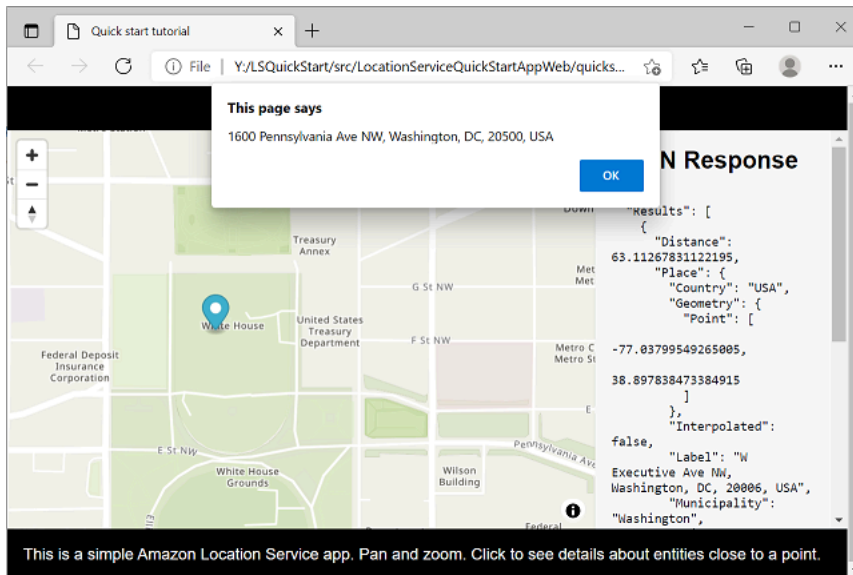 Quick start tutorial
File
Y:/LSQuickStart/src/LocationServiceQuickStartAppWeb/quicks...
This page says
1600 Pennsylvania Ave NW, Washington, DC, 20500, USA
OK
N Response
Treasury
Annex
G St NW
Met
Met
White House
United States
Treasury
Department
F St NW
Metro C
Metro St
Federal Deposit
Insurance
Corporation
E
E St NW
Pennsylvania Ave
White House
Grounds
Wilson
Building
Federal
"Results": [
{
"Distance":
63.11267831122195,
"Place": {
"Country": "USA",
"Geometry": {
"Point": [
-77.03799549265005,
38.897838473384915
]
},
"Interpolated":
false,
"Label": "W
Executive Ave NW,
Washington, DC, 20006, USA",
"Municipality":
"Washington",
This is a simple Amazon Location Service app. Pan and zoom. Click to see details about entities close to a point.